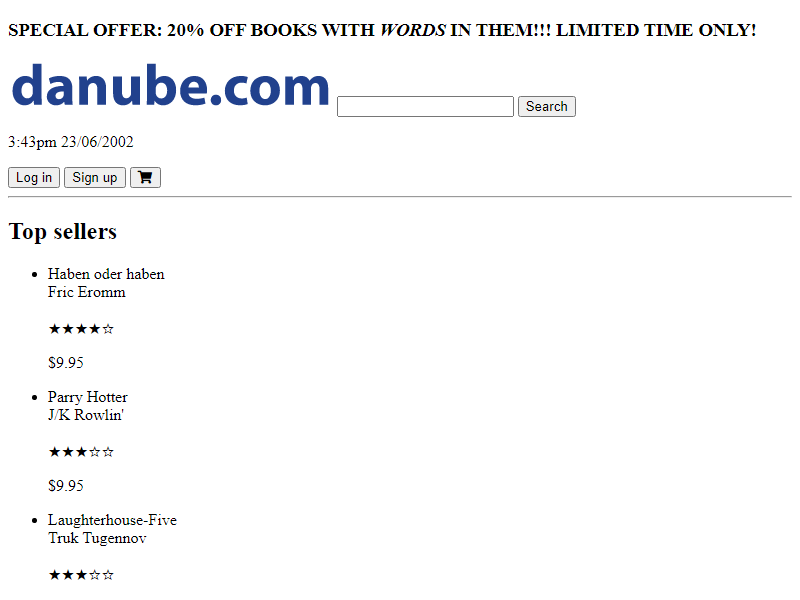 SPECIAL OFFER: 20% OFF BOOKS WITH WORDS IN THEM!!! LIMITED TIME ONLY!
danube.com Search
3:43pm 23/06/2002
Log in Sign up
Top sellers
• Haben oder haben
Fric Eromm
★★★★☆
$9.95
• Parry Hotter
J/K Rowlin'
★★★☆☆
$9.95
• Laughterhouse-Five
Truk Tugennov
★★★☆☆